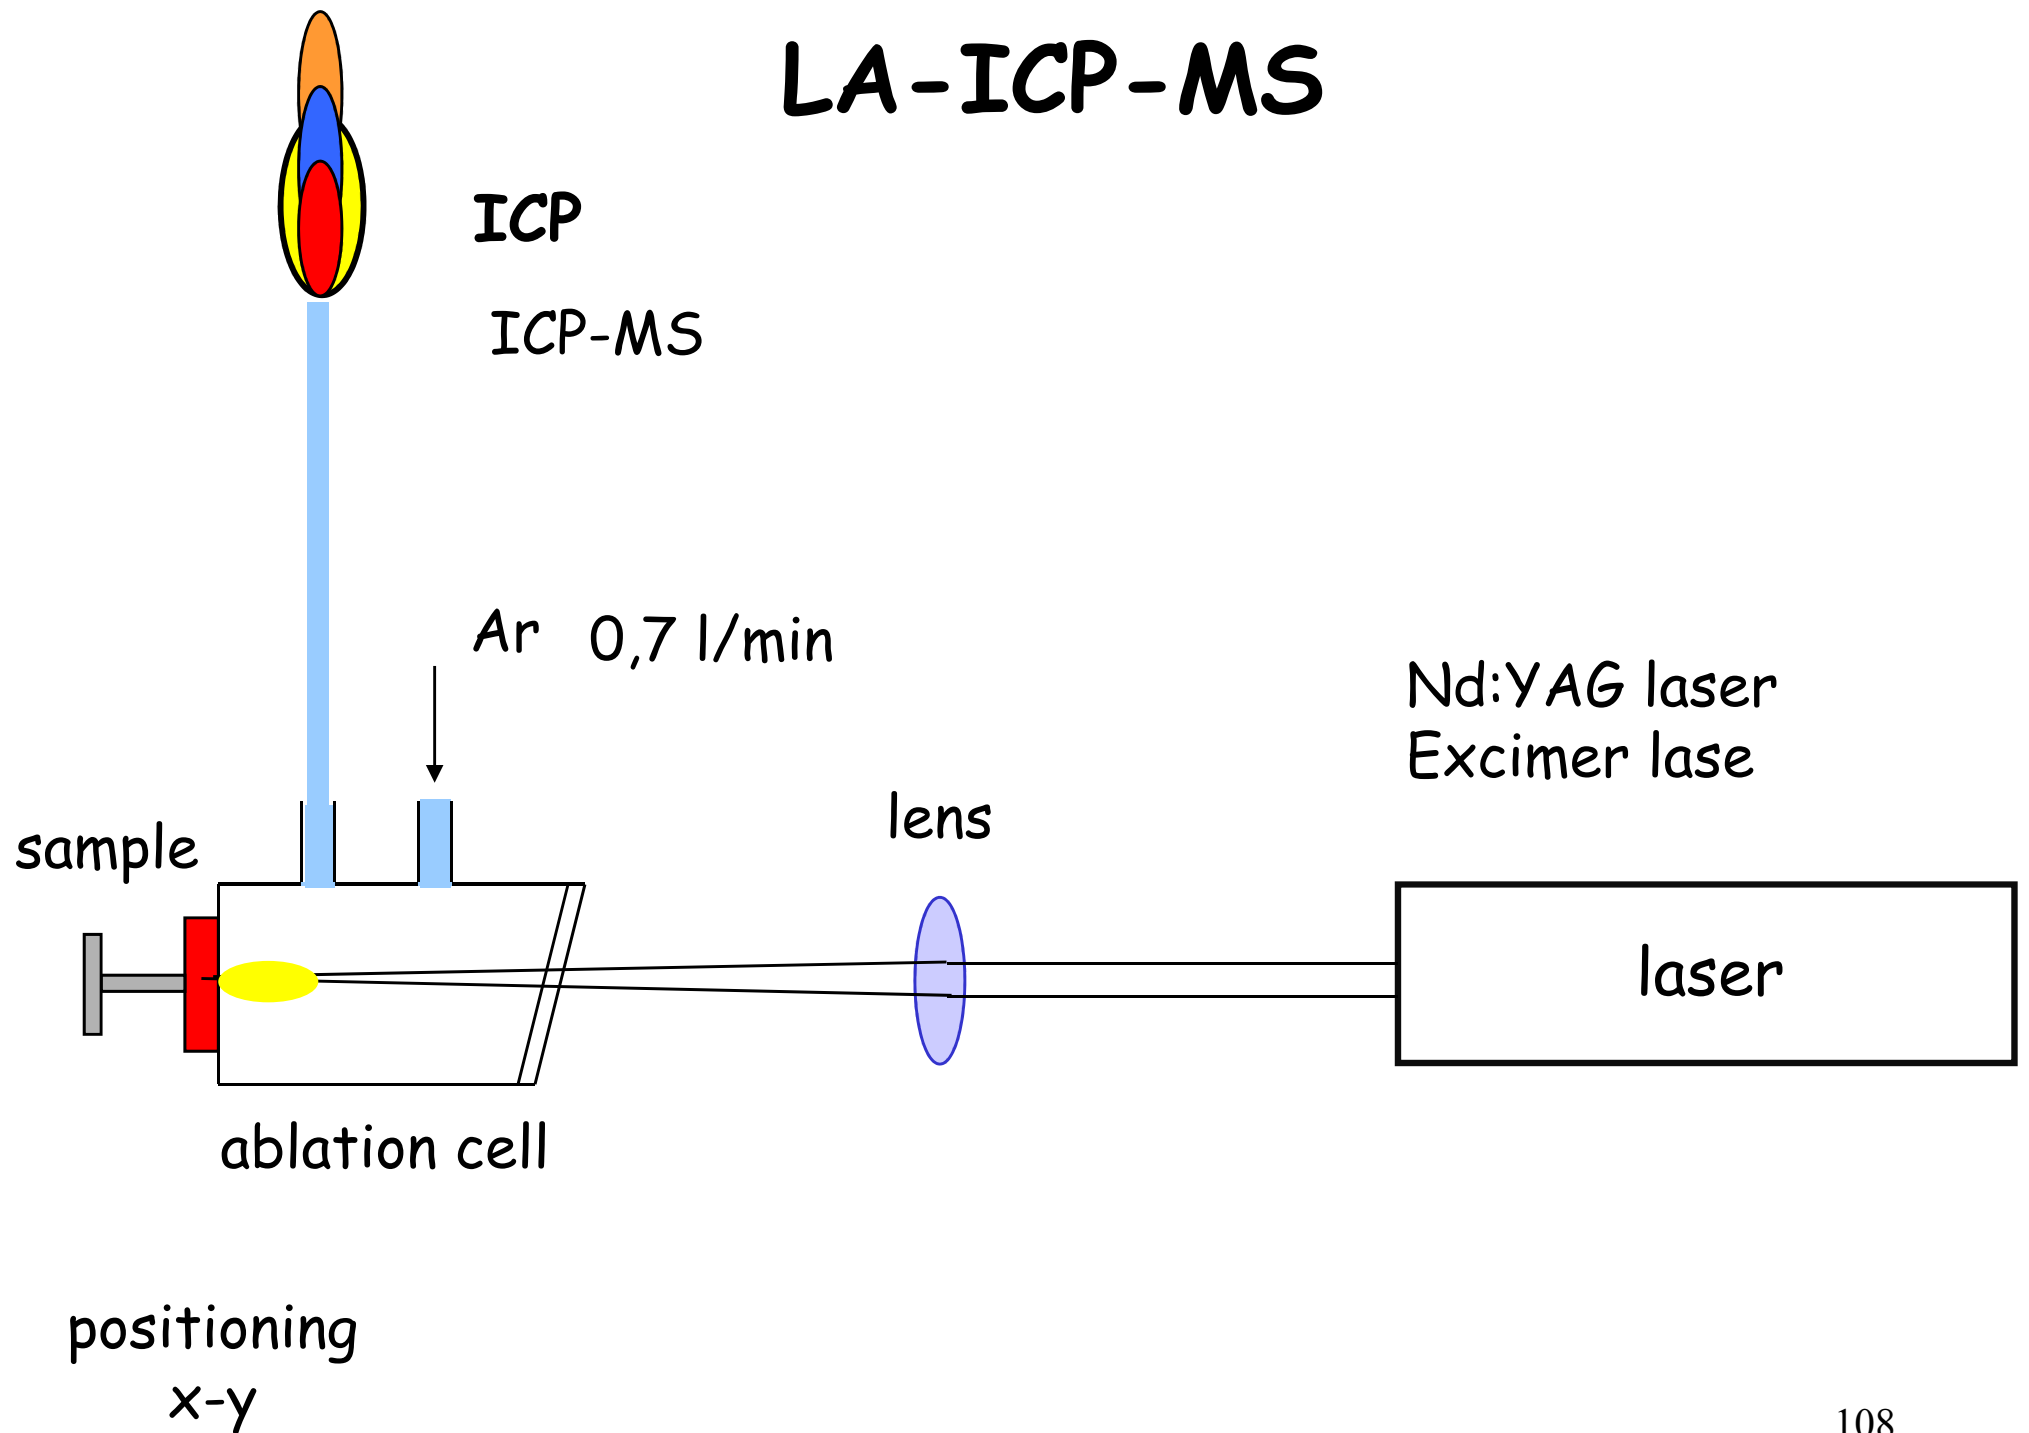 LA-ICP-MS
ICP
ICP-MS
Ar 0,7 l/min
Nd:YAG laser
Excimer lase
lens
sample
laser
ablation cell
positioning
x-y
108